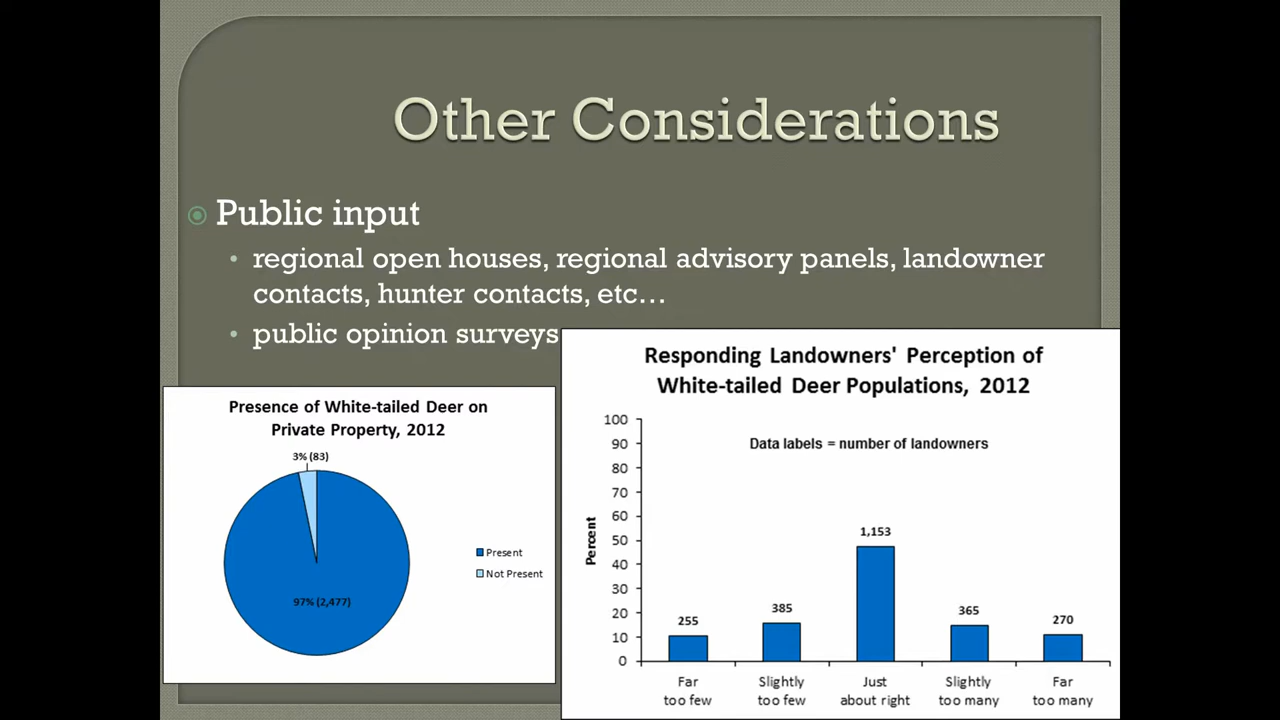 Other Considerations
Public input
regional open houses, regional advisory panels, landowner
contacts, hunter contacts, etc…
public opinion surveys
Presence of White-tailed Deer on
Private Property, 2012
3% (83)
97% (2,477)
Present
Not Present
Responding Landowners' Perception of
White-tailed Deer Populations, 2012
Data labels = number of landowners
Percent
100
90
80
70
60
50
40
30
20
10
0
255
385
1,153
365
270
Far
too few
Slightly
too few
Just
about right
Slightly
too many
Far
too many